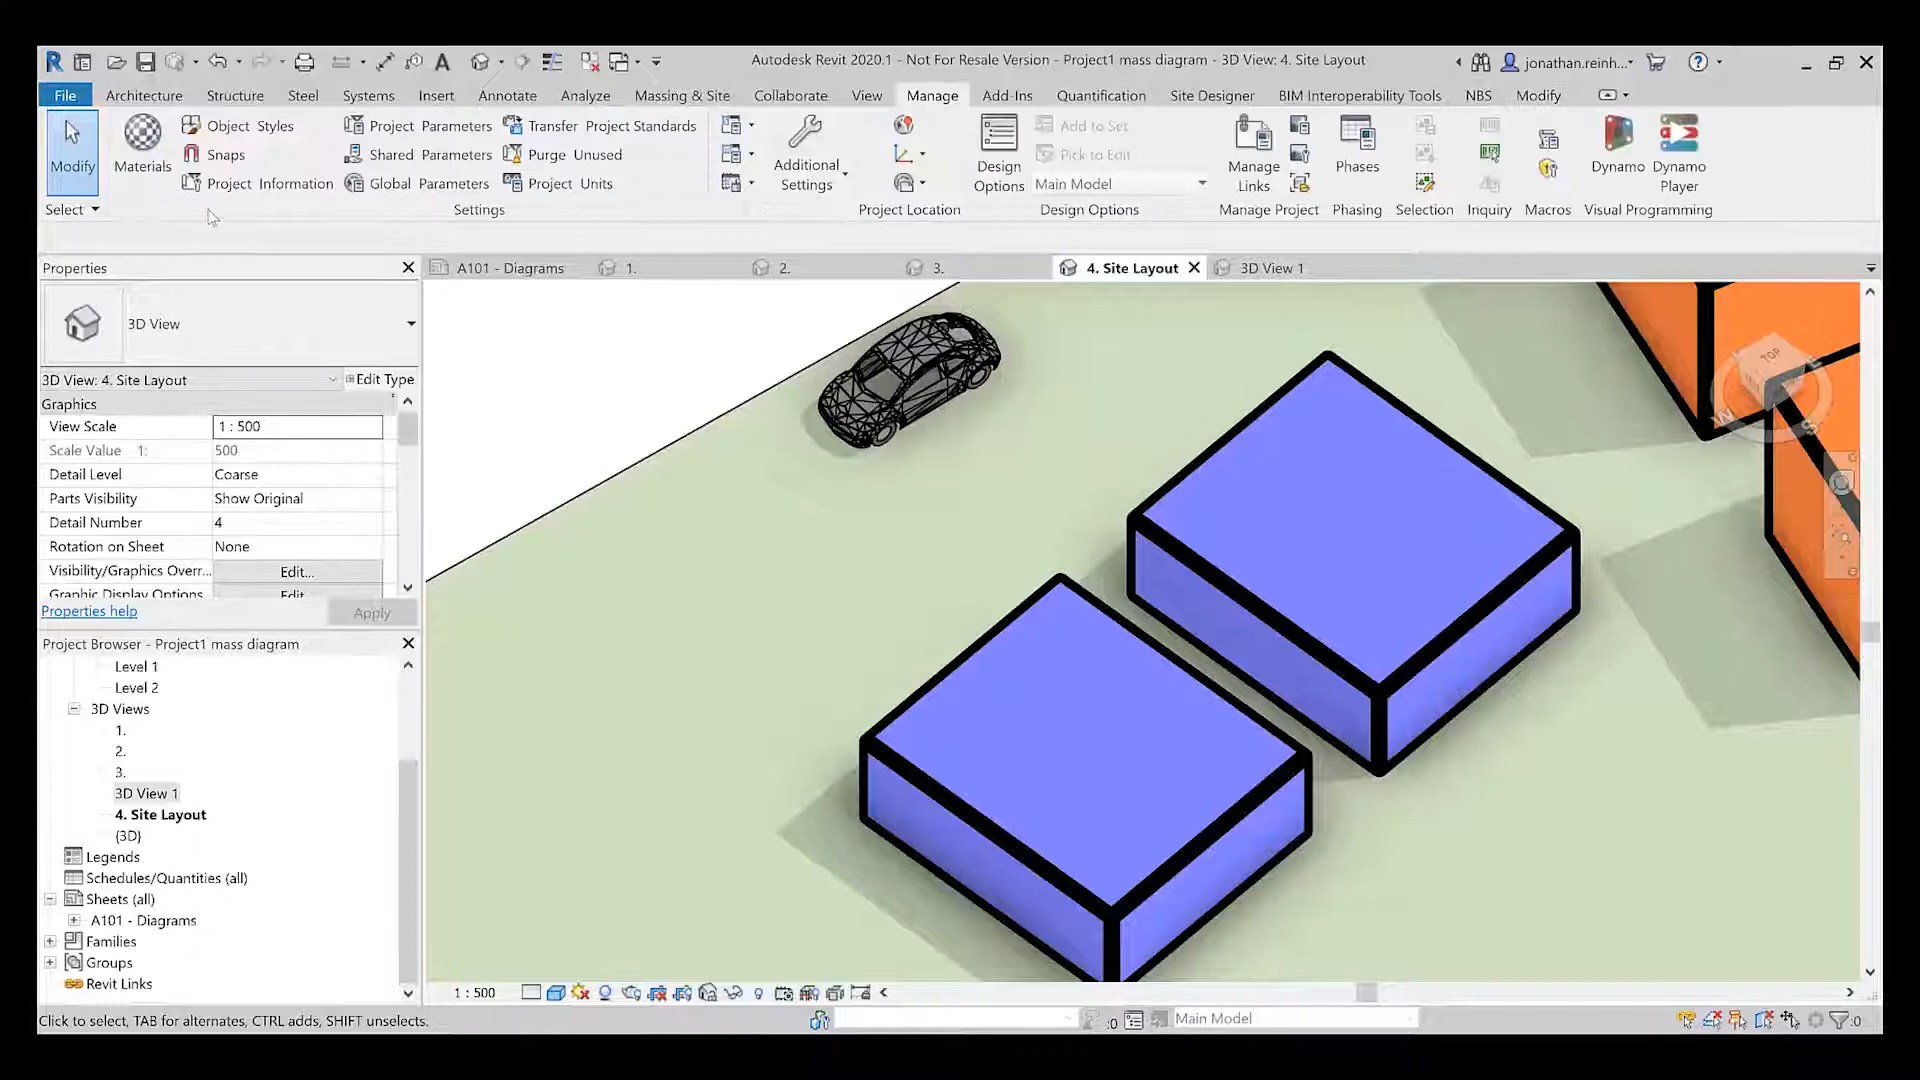 Autodesk Revit 2020.1 - Not For Resale Version - Project1 mass diagram - 3D View: 4. Site Layout
jonathan.reinh...
File Architecture Structure Steel Systems Insert Annotate Analyze Massing & Site Collaborate View Manage Add-Ins Quantification Site Designer BIM Interoperability Tools NBS Modify
Modify
Materials
Object Styles
Snaps
Project Information
Project Parameters
Shared Parameters
Global Parameters
Transfer Project Standards
Purge Unused
Project Units
Additional
Settings
Design
Options
Add to Set
Pick to Edit
Main Model
Manage
Links
Phases
Dynamo
Dynamo
Player
Select Settings Project Location Design Options Manage Project Phasing Selection Inquiry Macros Visual Programming
Properties
A101 - Diagrams 1. 2. 3. 4. Site Layout 3D View 1
3D View
3D View: 4. Site Layout Edit Type
Graphics
View Scale 1 : 500
Scale Value 1: 500
Detail Level Coarse
Parts Visibility Show Original
Detail Number 4
Rotation on Sheet None
Visibility/Graphics Overr... Edit...
Graphic Display Options Edit
Properties help Apply
TOP
Project Browser - Project1 mass diagram
Level 1
Level 2
3D Views
1.
2.
3.
3D View 1
4. Site Layout
{3D}
Legends
Schedules/Quantities (all)
Sheets (all)
A101 - Diagrams
Families
Groups
Revit Links
1 : 500
Click to select, TAB for alternates, CTRL adds, SHIFT unselects.
:0
Main Model
:0